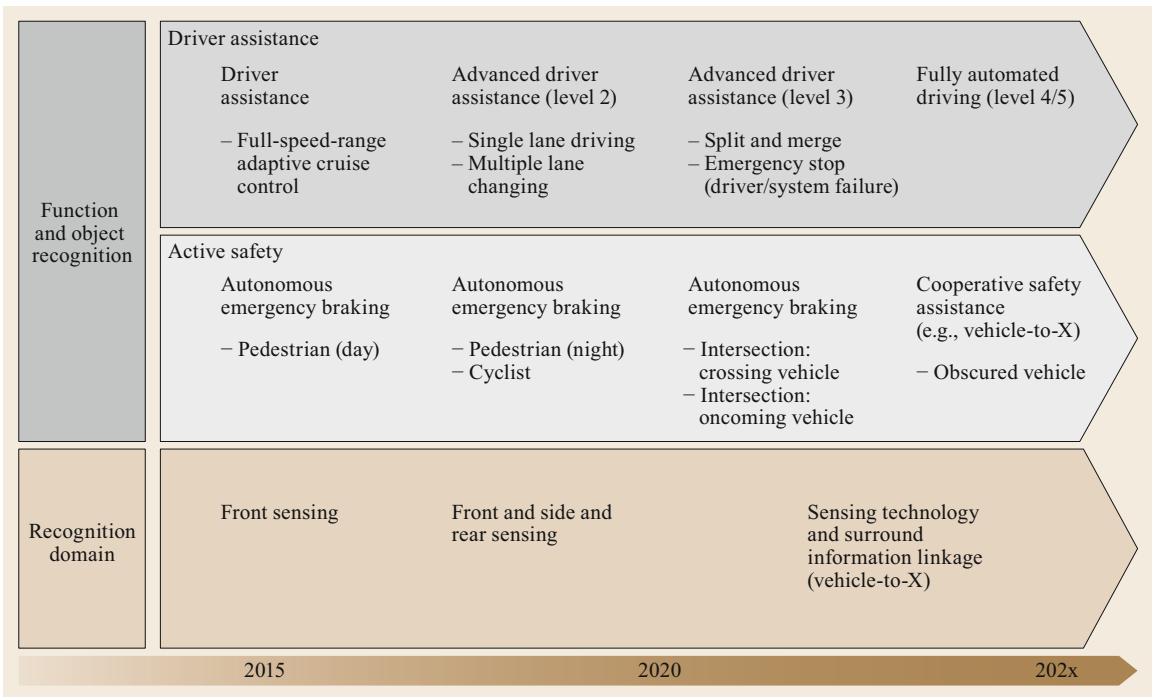 Function
and object
recognition
Driver assistance
Driver
assistance
– Full-speed-range
adaptive cruise
control
Advanced driver
assistance (level 2)
– Single lane driving
– Multiple lane
changing
Advanced driver
assistance (level 3)
– Split and merge
– Emergency stop
(driver/system failure)
Fully automated
driving (level 4/5)
Active safety
Autonomous
emergency braking
– Pedestrian (day)
Autonomous
emergency braking
– Pedestrian (night)
– Cyclist
Autonomous
emergency braking
– Intersection:
crossing vehicle
– Intersection:
oncoming vehicle
Cooperative safety
assistance
(e.g., vehicle-to-X)
– Obscured vehicle
Recognition
domain
Front sensing
Front and side and
rear sensing
Sensing technology
and surround
information linkage
(vehicle-to-X)
2015
2020
202x